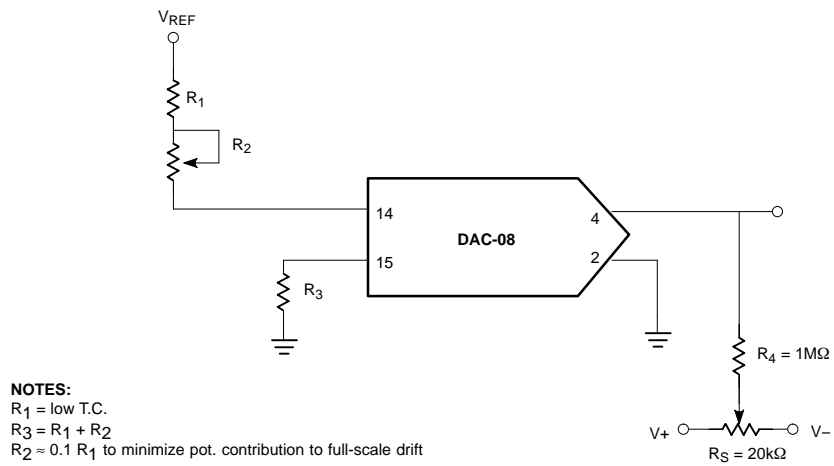 VREF
R1
R2
14
4
DAC-08
15
2
R3
R4 = 1MΩ
NOTES:
R1 = low T.C.
R3 = R1 + R2
R2 ≈ 0.1 R1 to minimize pot. contribution to full-scale drift
V+
V–
RS = 20kΩ